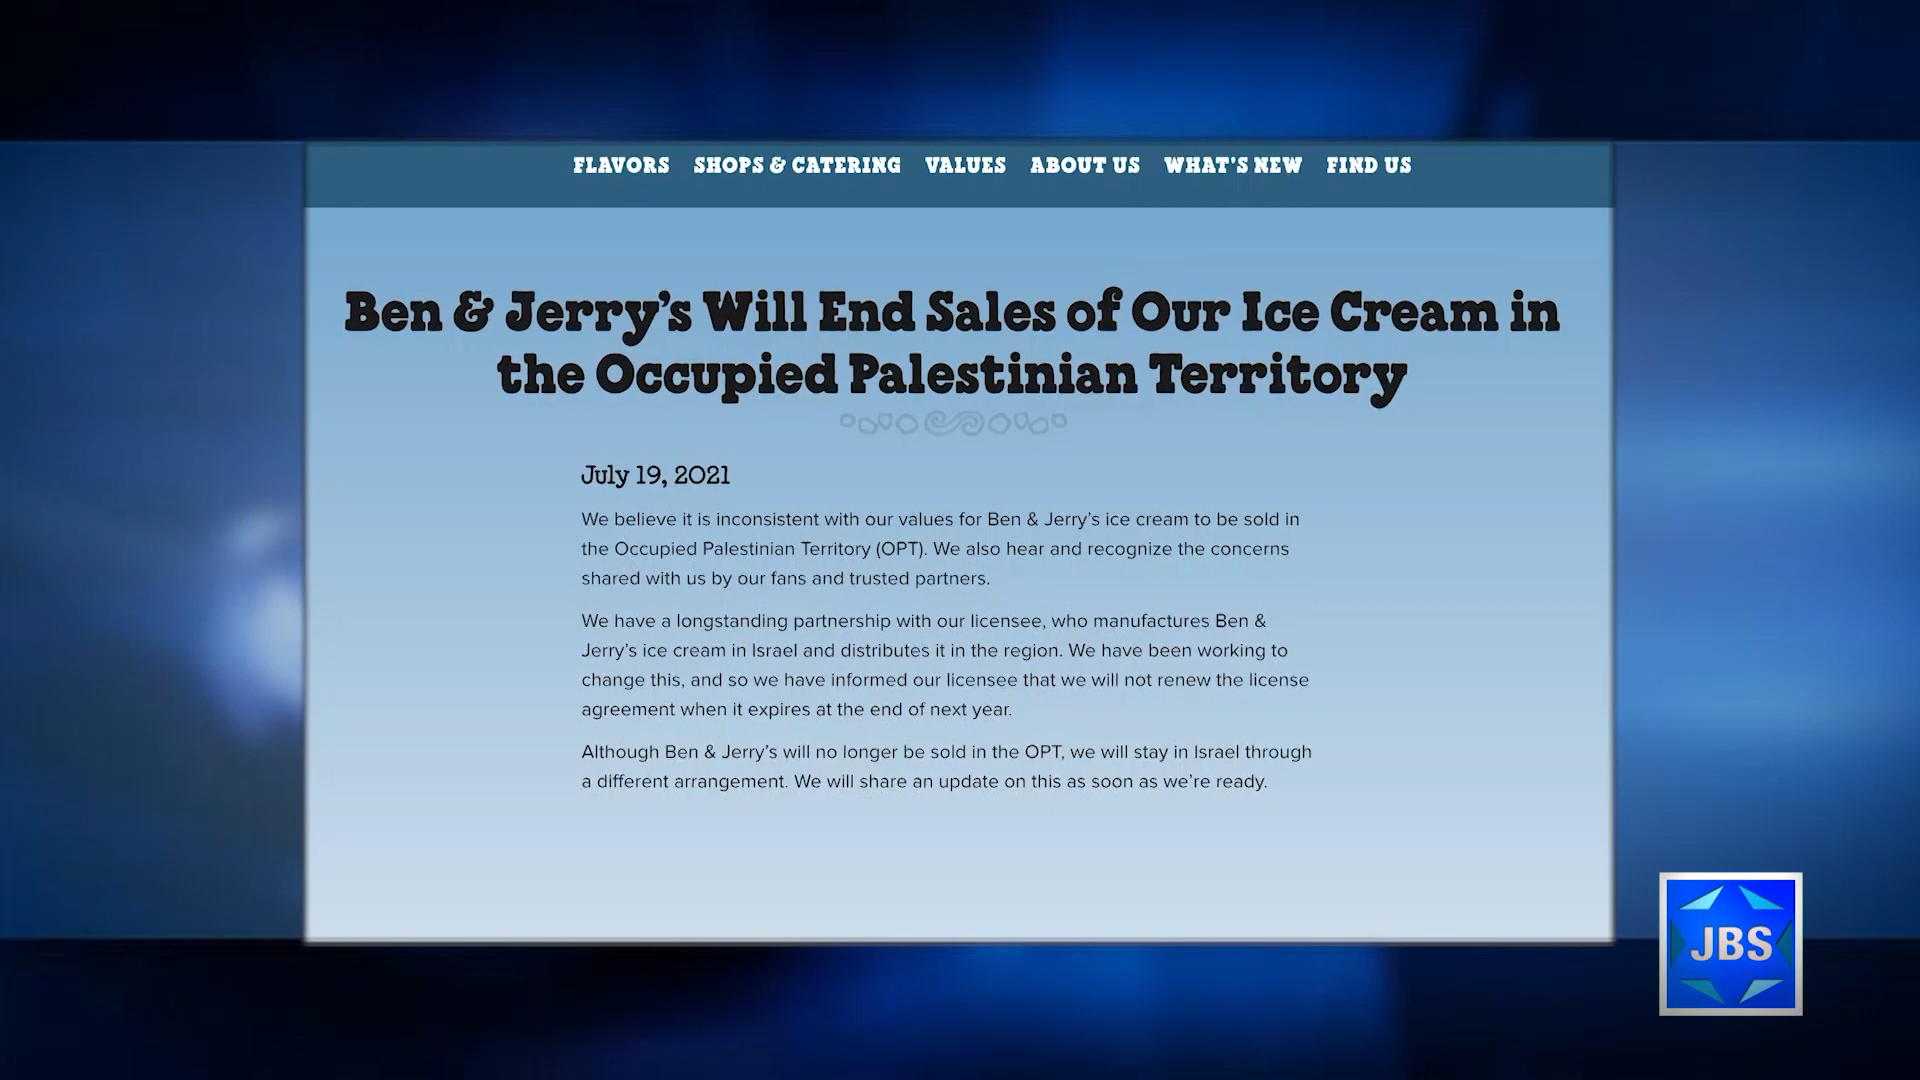 FLAVORS SHOPS & CATERING VALUES ABOUT US WHAT'S NEW FIND US
Ben & Jerry's Will End Sales of Our Ice Cream in
the Occupied Palestinian Territory
July 19, 2021
We believe it is inconsistent with our values for Ben & Jerry's ice cream to be sold in
the Occupied Palestinian Territory (OPT). We also hear and recognize the concerns
shared with us by our fans and trusted partners.
We have a longstanding partnership with our licensee, who manufactures Ben &
Jerry's ice cream in Israel and distributes it in the region. We have been working to
change this, and so we have informed our licensee that we will not renew the license
agreement when it expires at the end of next year.
Although Ben & Jerry's will no longer be sold in the OPT, we will stay in Israel through
a different arrangement. We will share an update on this as soon as we're ready.
JBS